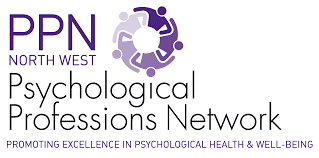 PPN
NORTH WEST
Psychological
Professions Network
PROMOTING EXCELLENCE IN PSYCHOLOGICAL HEALTH & WELL-BEING